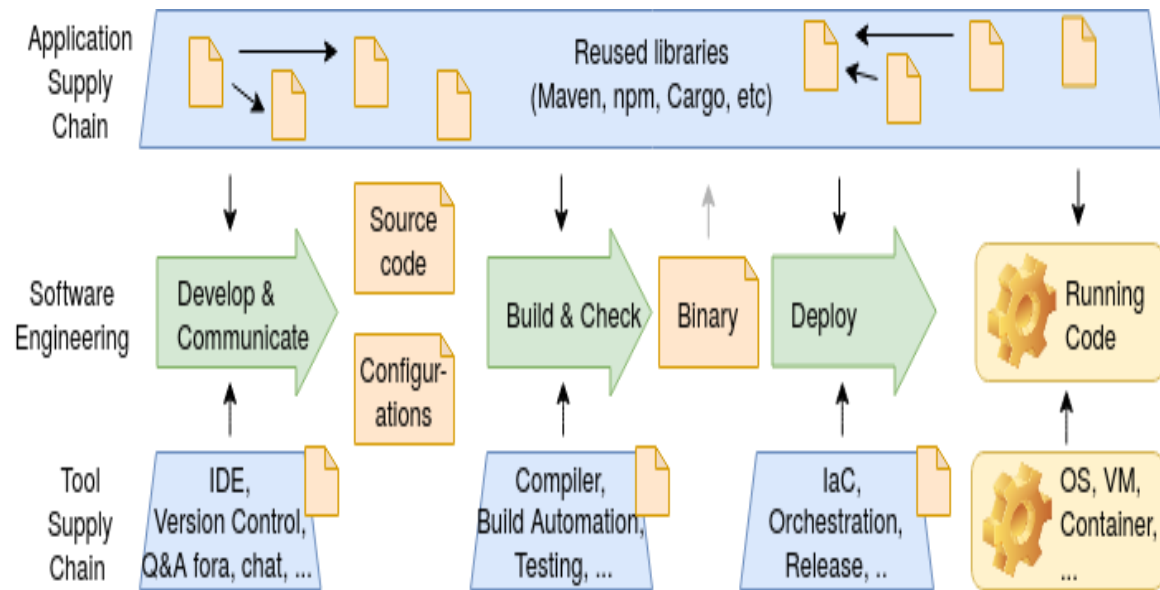 Application
Supply
Chain
Reused libraries
(Maven, npm, Cargo, etc)
Software
Engineering
Develop &
Communicate
Source
code
Configur-
ations
Build & Check
Binary
Deploy
Running
Code
Tool
Supply
Chain
IDE,
Version Control,
Q&A fora, chat, ...
Compiler,
Build Automation,
Testing, ...
IaC,
Orchestration,
Release, ..
OS, VM,
Container,
...